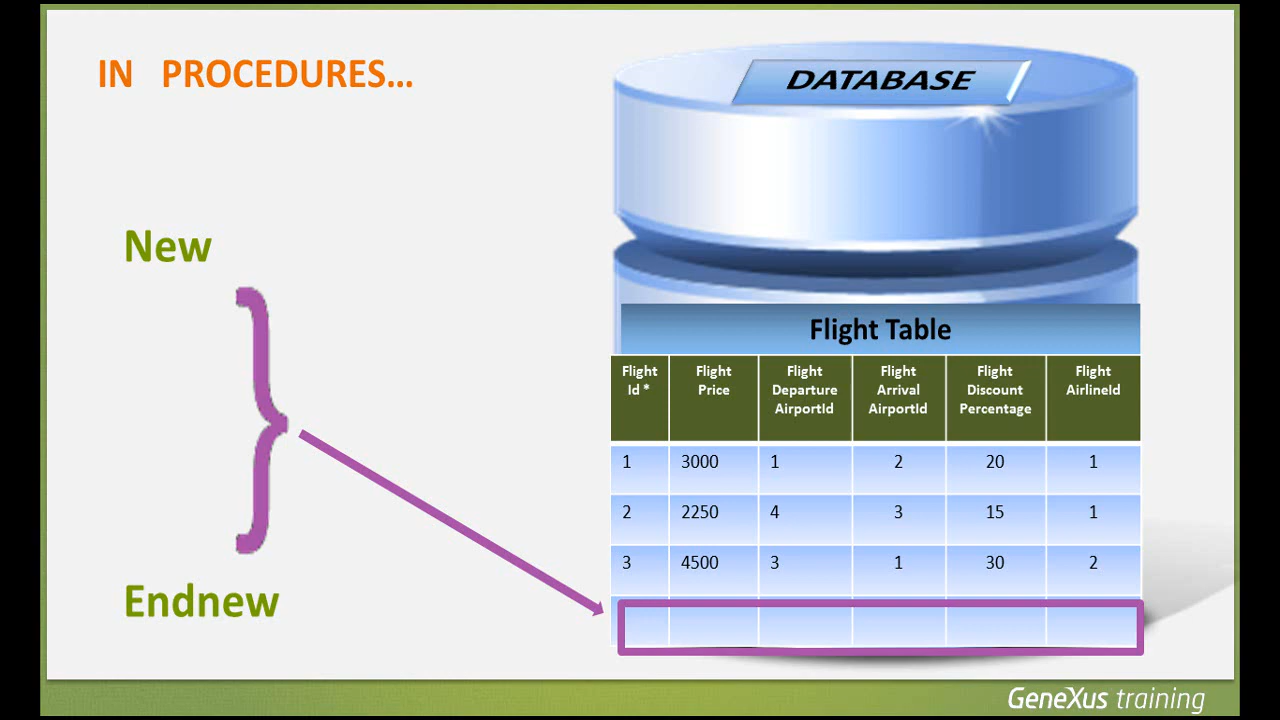 IN PROCEDURES...
DATABASE
New
Endnew
Flight Table
Flight Id * Flight Price Flight Departure AirportId Flight Arrival AirportId Flight Discount Percentage Flight AirlineId
1 3000 1 2 20 1
2 2250 4 3 15 1
3 4500 3 1 30 2
GeneXus training